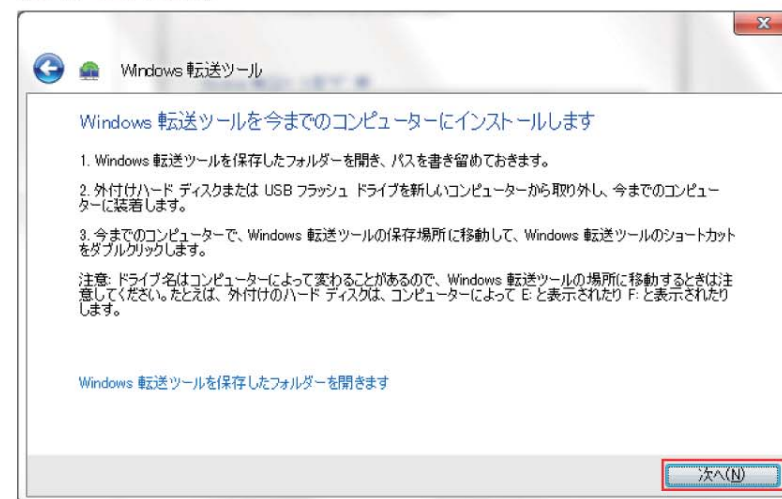 Windows 転送ツール
Windows 転送ツールを今までのコンピューターにインストールします
1. Windows 転送ツールを保存したフォルダーを開き、パスを書き留めておきます。
2. 外付けハード ディスクまたは USB フラッシュ ドライブを新しいコンピューターから取り外し、今までのコンピュー
ターに装着します。
3. 今までのコンピューターで、Windows 転送ツールの保存場所に移動して、Windows 転送ツールのショートカット
をダブルクリックします。
注意: ドライブ名はコンピューターによって変わることがあるので、Windows 転送ツールの場所に移動するときは注
意してください。たとえば、外付けのハード ディスクは、コンピューターによって E: と表示されたり F: と表示されたり
します。
Windows 転送ツールを保存したフォルダーを開きます
次へ(N)